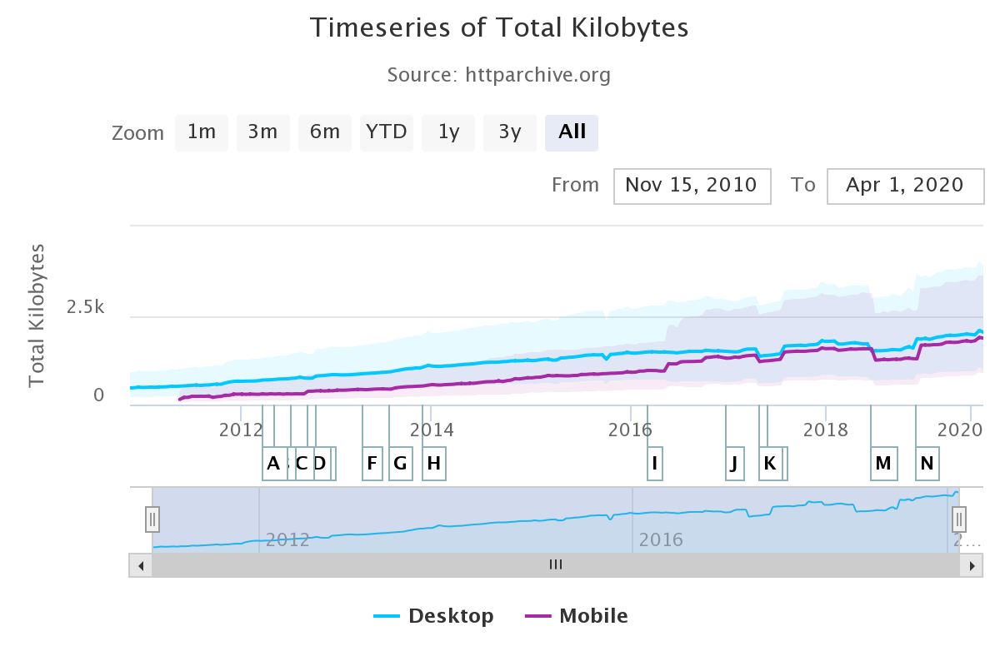 Timeseries of Total Kilobytes
Source: httparchive.org
Zoom 1m 3m 6m YTD 1y 3y All
From Nov 15, 2010 To Apr 1, 2020
Total Kilobytes
2.5k
0
2012 2014 2016 2018 2020
A C D F G H I J K M N
2012 2016 2…
Desktop Mobile